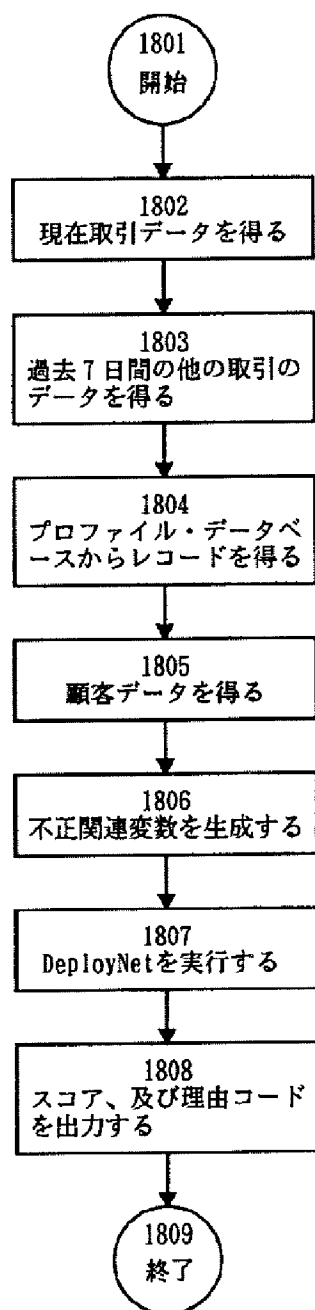 1801
開始
1802
現在取引データを得る
1803
過去7日間の他の取引の
データを得る
1804
プロファイル・データベ
ースからレコードを得る
1805
顧客データを得る
1806
不正関連変数を生成する
1807
DeployNetを実行する
1808
スコア、及び理由コード
を出力する
1809
終了